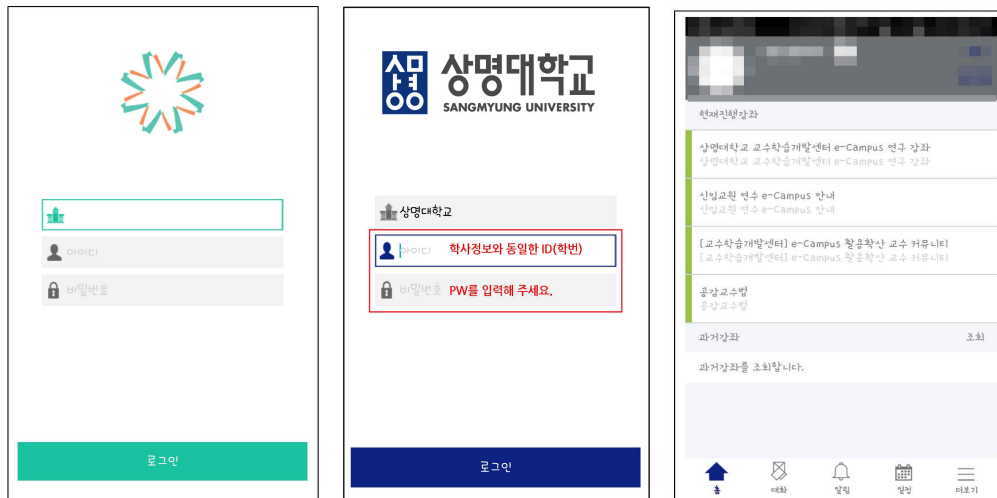 아이디
비밀번호
로그인
상명
상명대학교
SANGMYUNG UNIVERSITY
상명대학교
아이디 학사정보와 동일한 ID(학번)
비밀번호 PW를 입력해 주세요.
로그인
현재진행강좌
상명대학교 교수학습개발센터 e-Campus 연구 강좌
상명대학교 교수학습개발센터 e-Campus 연구 강좌
신임교원 연수 e-Campus 안내
신임교원 연수 e-Campus 안내
[교수학습개발센터] e-Campus 활용확산 교수 커뮤니티
[교수학습개발센터] e-Campus 활용확산 교수 커뮤니티
공감교수법
공감교수법
과거강좌 조회
과거강좌를 조회합니다.
홈 대화 알림 일정 더보기